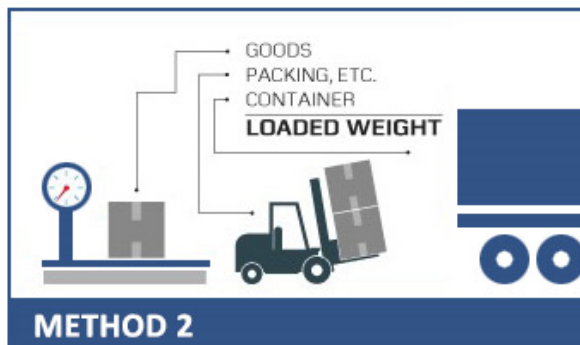 GOODS
PACKING, ETC.
CONTAINER
LOADED WEIGHT
METHOD 2